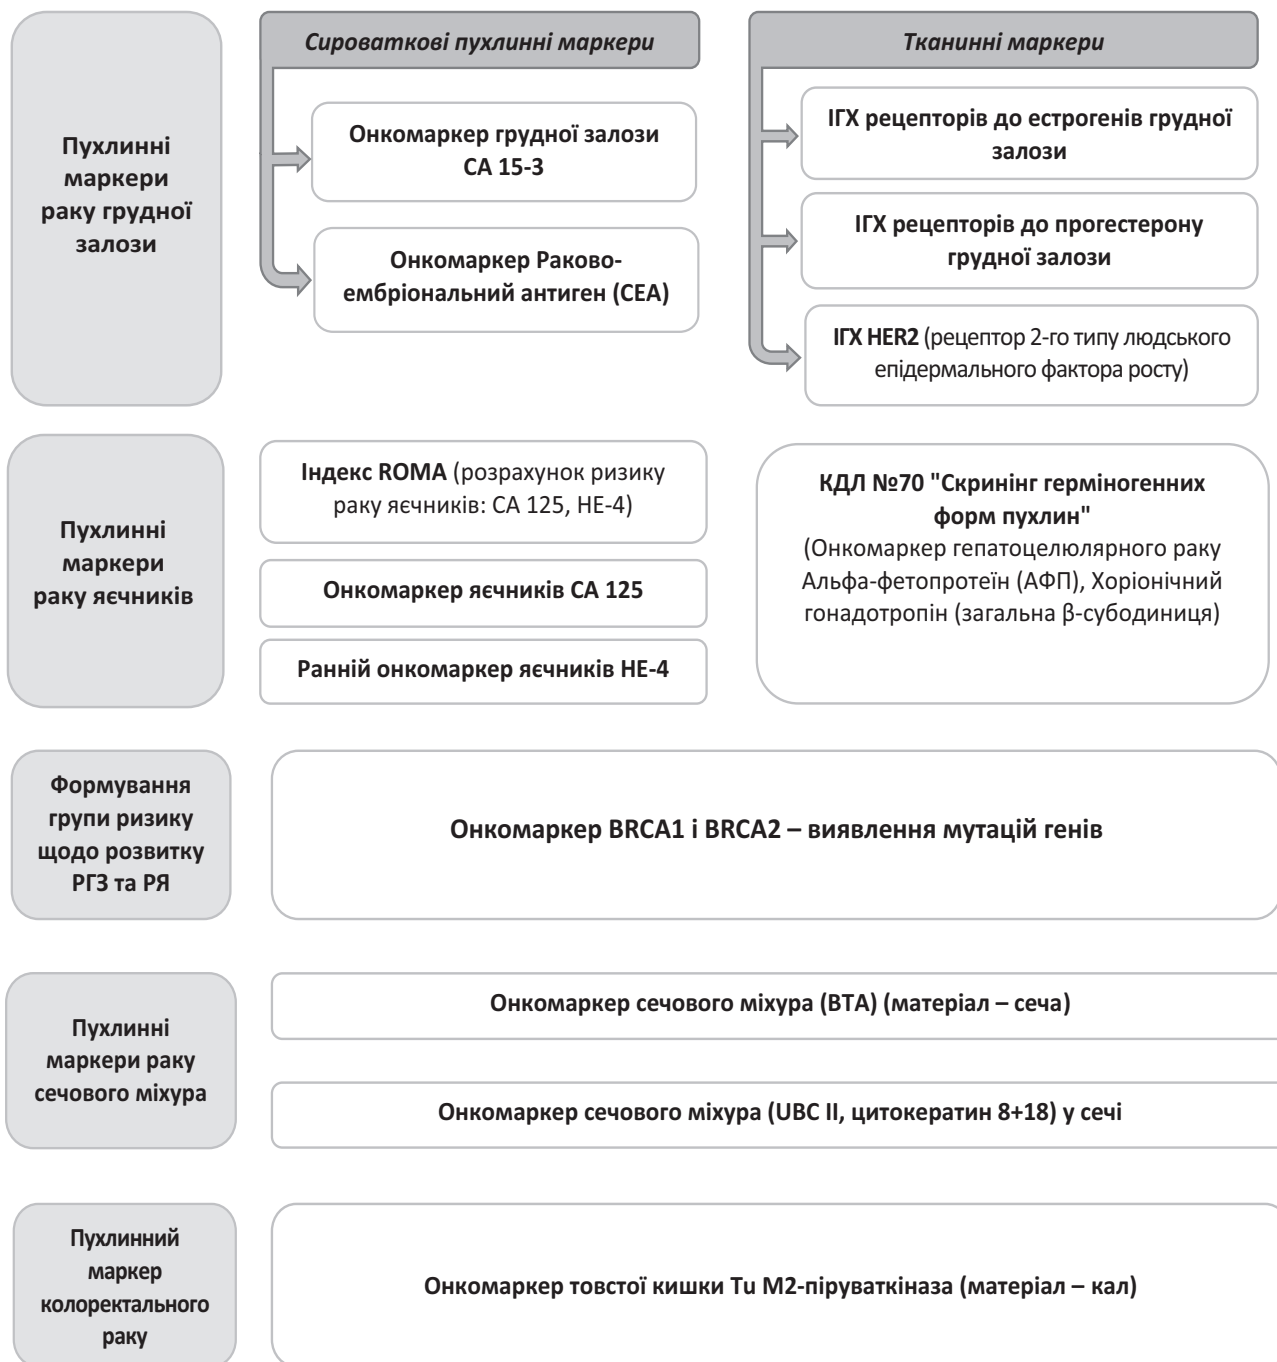 Пухлинні
маркери
раку грудної
залози
Сироваткові пухлинні маркери
Онкомаркер грудної залози
СА 15-3
Онкомаркер Раково-
ембріональний антиген (СЕА)
Тканинні маркери
ІГХ рецепторів до естрогенів грудної
залози
ІГХ рецепторів до прогестерону
грудної залози
ІГХ HER2 (рецептор 2-го типу людського
епідермального фактора росту)
Пухлинні
маркери
раку яєчників
Індекс ROMA (розрахунок ризику
раку яєчників: СА 125, НЕ-4)
Онкомаркер яєчників СА 125
Ранній онкомаркер яєчників НЕ-4
КДЛ №70 "Скринінг герміногенних
форм пухлин"
(Онкомаркер гепатоцелюлярного раку
Альфа-фетопротеїн (АФП), Хоріонічний
гонадотропін (загальна β-субодиниця)
Формування
групи ризику
щодо розвитку
РГЗ та РЯ
Онкомаркер BRCA1 і BRCA2 – виявлення мутацій генів
Пухлинні
маркери раку
сечового міхура
Онкомаркер сечового міхура (BTA) (матеріал – сеча)
Онкомаркер сечового міхура (UBC II, цитокератин 8+18) у сечі
Пухлинний
маркер
колоректального
раку
Онкомаркер товстої кишки Tu M2-піруваткіназа (матеріал – кал)